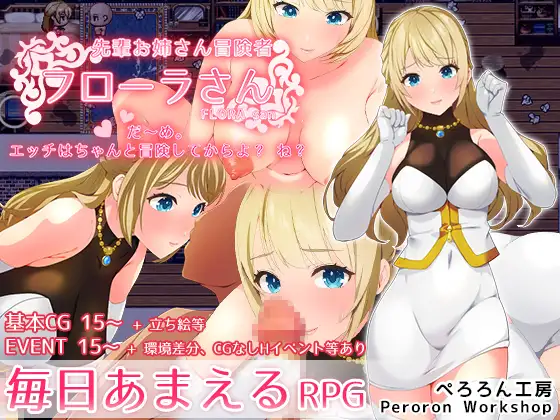 先輩お姉さん冒険者
フローラさん
FLORA San
だ～め。
エッチはちゃんと冒険してからよ？ ね？
基本CG 15～ + 立ち絵等
EVENT 15～ + 環境差分、CGなしHイベント等あり
毎日あまえるRPG
ぺろろん工房
Peroron Workshop